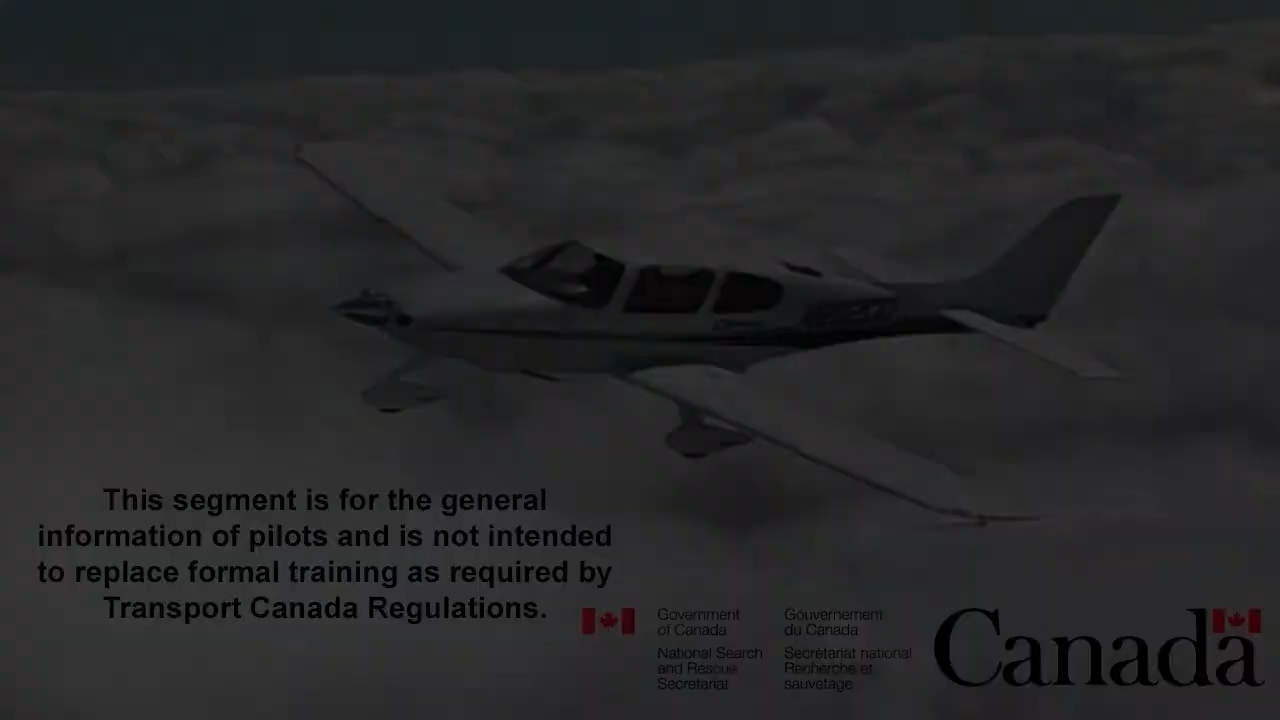 This segment is for the general
information of pilots and is not intended
to replace formal training as required by
Transport Canada Regulations.
Government
of Canada
Gouvernement
du Canada
National Search
and Rescue
Secretariat
Secrétariat national
Recherche et
sauvetage
Canada